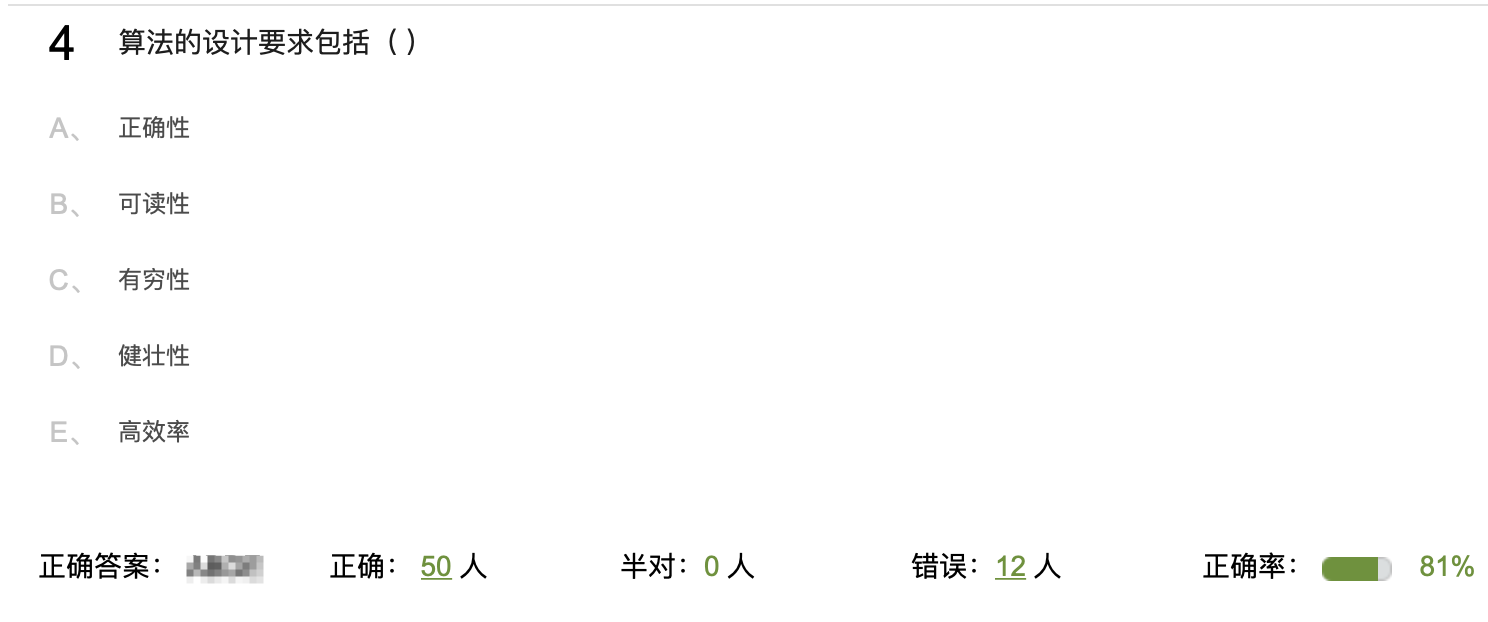 4 算法的设计要求包括（）
A、 正确性
B、 可读性
C、 有穷性
D、 健壮性
E、 高效率
正确答案： 正确： 50 人 半对： 0 人 错误： 12 人 正确率： 81%